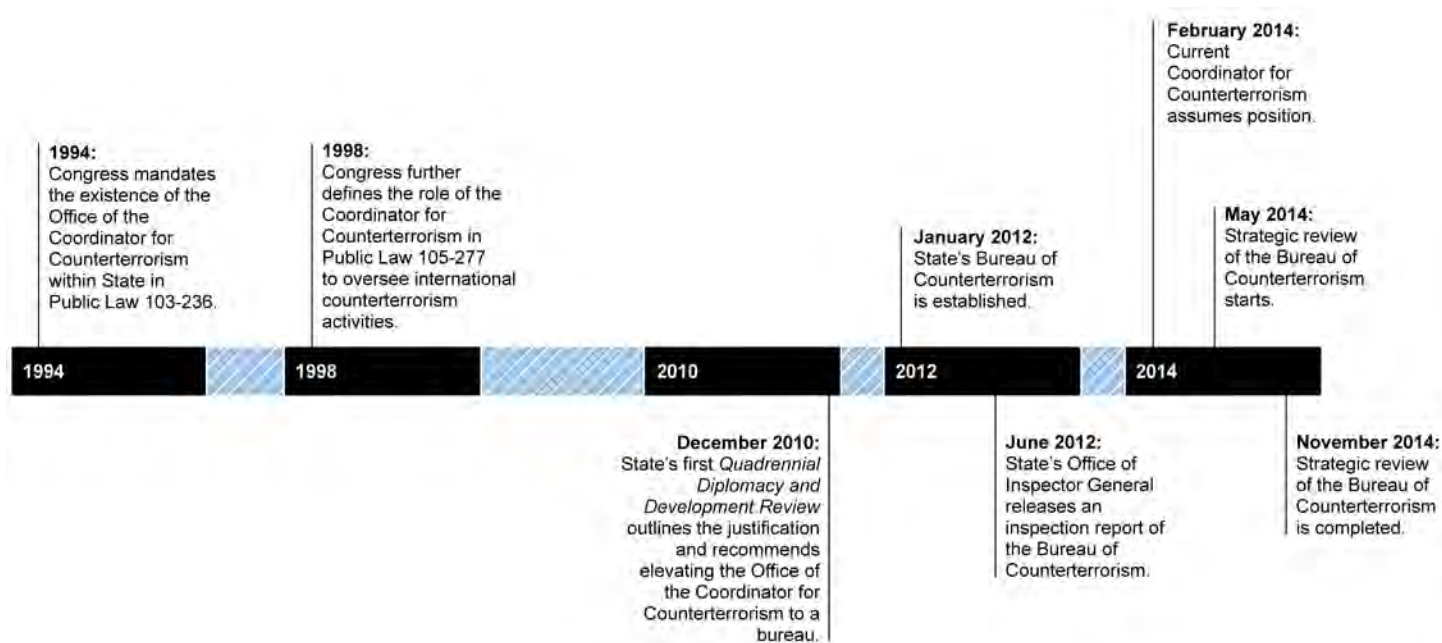 1994:
Congress mandates
the existence of the
Office of the
Coordinator for
Counterterrorism
within State in
Public Law 103-236.
1998:
Congress further
defines the role of the
Coordinator for
Counterterrorism in
Public Law 105-277
to oversee international
counterterrorism
activities.
January 2012:
State’s Bureau of
Counterterrorism
is established.
February 2014:
Current
Coordinator for
Counterterrorism
assumes position.
May 2014:
Strategic review
of the Bureau of
Counterterrorism
starts.
1994
1998
2010
2012
2014
December 2010:
State’s first Quadrennial
Diplomacy and
Development Review
outlines the justification
and recommends
elevating the Office of
the Coordinator for
Counterterrorism to a
bureau.
June 2012:
State’s Office of
Inspector General
releases an
inspection report of
the Bureau of
Counterterrorism.
November 2014:
Strategic review
of the Bureau of
Counterterrorism
is completed.